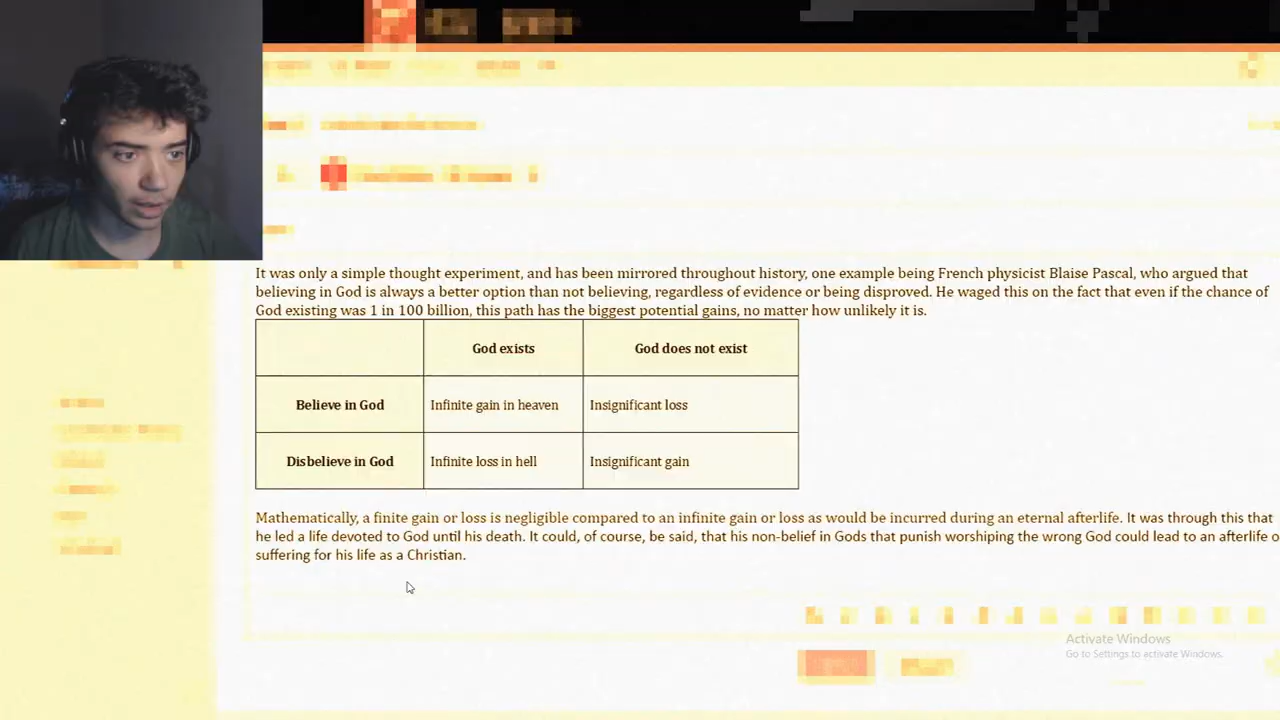 It was only a simple thought experiment, and has been mirrored throughout history, one example being French physicist Blaise Pascal, who argued that
believing in God is always a better option than not believing, regardless of evidence or being disproved. He waged this on the fact that even if the chance of
God existing was 1 in 100 billion, this path has the biggest potential gains, no matter how unlikely it is.
God exists God does not exist
Believe in God Infinite gain in heaven Insignificant loss
Disbelieve in God Infinite loss in hell Insignificant gain
Mathematically, a finite gain or loss is negligible compared to an infinite gain or loss as would be incurred during an eternal afterlife. It was through this that
he led a life devoted to God until his death. It could, of course, be said, that his non-belief in Gods that punish worshiping the wrong God could lead to an afterlife o
suffering for his life as a Christian.
Activate Windows
Go to Settings to activate Windows.